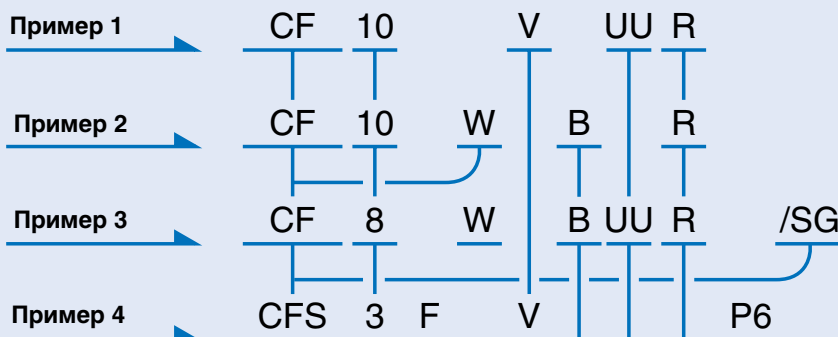 Пример 1 CF 10 V UU R
Пример 2 CF 10 W B R
Пример 3 CF 8 W B UU R /SG
Пример 4 CFS 3 F V P6